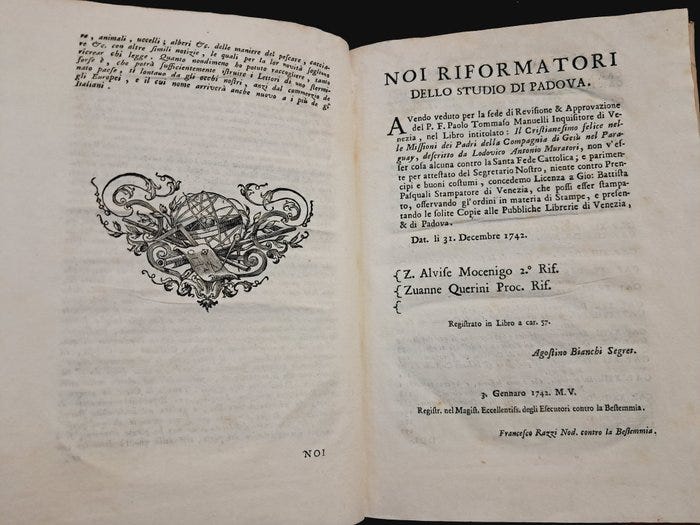 re, animali, uccelli; alberi &c. delle maniere del pescare, caccia-
re &c. con altre simili notizie, le quali per la lor novità sogliono
ricrear chi legge. Quanto nondimeno ho potuto raccogliere, tanto
forse è, che potrà sufficientemente istruire i Lettori di uno stermi-
nato paese, sì lontano da gli occhi nostri, anzi dal commerzio de
gli Europei, e il cui nome arriverà anche nuovo a i più de gl'
Italiani.
NOI
NOI RIFORMATORI
DELLO STUDIO DI PADOVA.
AVendo veduto per la fede di Revisione & Approvazione
del P. F. Paolo Tommaso Manuelli Inquisitore di Ve-
nezia, nel Libro intitolato: Il Cristianesimo felice nel-
le Missioni dei Padri della Compagnia di Gesù nel Para-
guay, descritto da Lodovico Antonio Muratori, non v'es-
ser cosa alcuna contro la Santa Fede Cattolica; e parimen-
te per attestato del Segretario Nostro, niente contro Pren-
cipi e buoni costumi, concedemo Licenza a Gio: Battista
Pasquali Stampatore di Venezia, che possi esser stampa-
to, osservando gl'ordini in materia di Stampe, e presen-
tando le solite Copie alle Pubbliche Librerie di Venezia,
& di Padova.
Dat. li 31. Decembre 1742.
{ Z. Alvise Mocenigo 2.º Rif.
{ Zuanne Querini Proc. Rif.
{
Registrato in Libro a car. 57.
Agostino Bianchi Segret.
3. Gennaro 1742. M. V.
Registr. nel Magist. Eccellentiss. degli Esecutori contro la Bestemmia.
Francesco Razzi Nod. contro la Bestemmia.